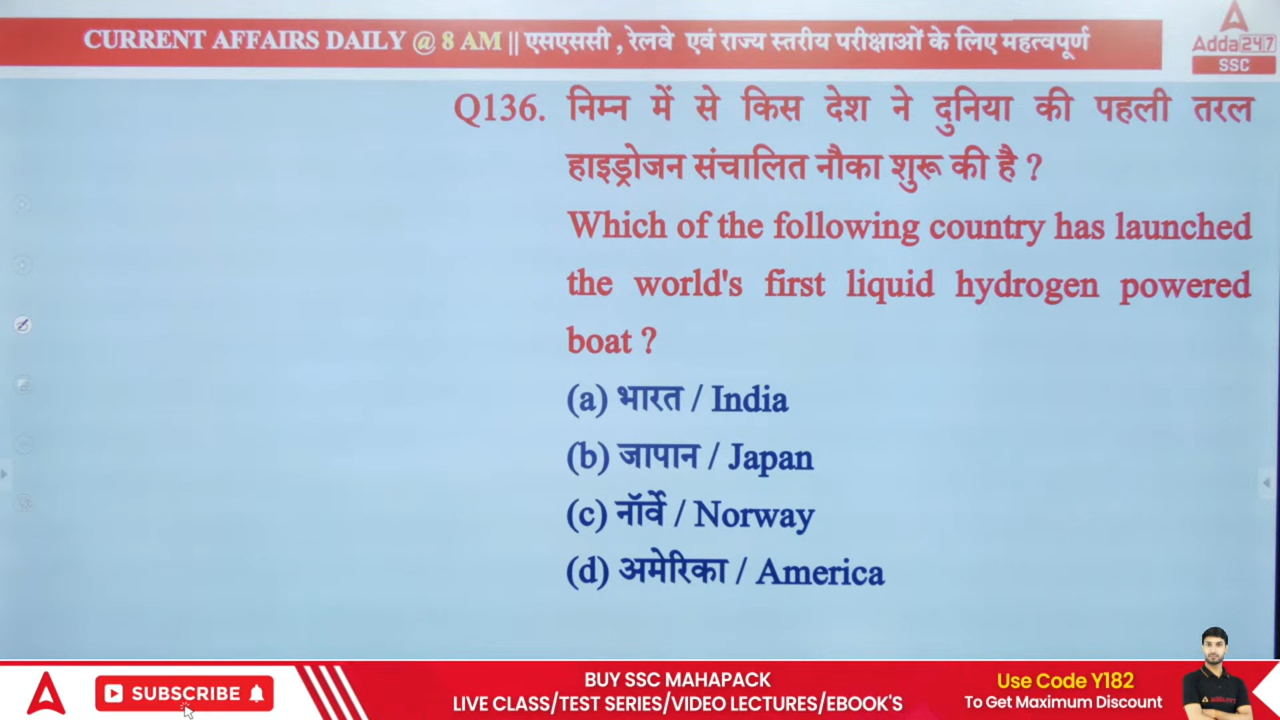 CURRENT AFFAIRS DAILY @ 8 AM || एसएससी , रेलवे एवं राज्य स्तरीय परीक्षाओं के लिए महत्वपूर्ण
Adda247
SSC
Q136. निम्न में से किस देश ने दुनिया की पहली तरल
हाइड्रोजन संचालित नौका शुरू की है ?
Which of the following country has launched
the world's first liquid hydrogen powered
boat ?
(a) भारत / India
(b) जापान / Japan
(c) नॉर्वे / Norway
(d) अमेरिका / America
SUBSCRIBE
BUY SSC MAHAPACK
LIVE CLASS/TEST SERIES/VIDEO LECTURES/EBOOK'S
Use Code Y182
To Get Maximum Discount